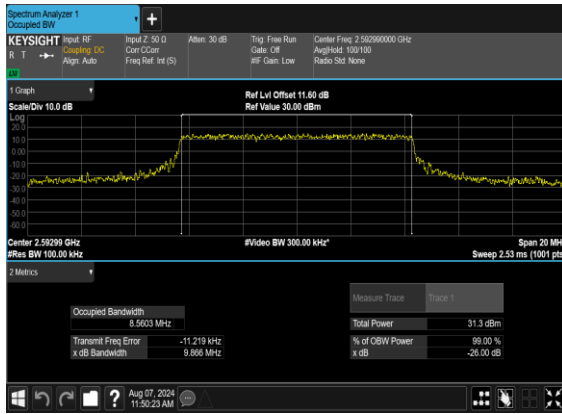 Spectrum Analyzer 1
Occupied BW
KEYSIGHT Input: RF Input Z: 50 Ω Atten: 30 dB Trig: Free Run Center Freq: 2.592990000 GHz
R T Coupling: DC Corr CCorr Gate: Off Avg|Hold: 100/100
Align: Auto Freq Ref: Int (S) #IF Gain: Low Radio Std: None
LXI
1 Graph Ref Lvl Offset 11.60 dB
Scale/Div 10.0 dB Ref Value 30.00 dBm
Log
20.0
10.0
0.00
-10.0
-20.0
-30.0
-40.0
-50.0
-60.0
Center 2.59299 GHz #Video BW 300.00 kHz* Span 20 MH
#Res BW 100.00 kHz Sweep 2.53 ms (1001 pts
2 Metrics
Measure Trace Trace 1
Occupied Bandwidth
8.5603 MHz Total Power 31.3 dBm
Transmit Freq Error -11.219 kHz % of OBW Power 99.00 %
x dB Bandwidth 9.866 MHz x dB -26.00 dB
Aug 07, 2024
11:50:23 AM